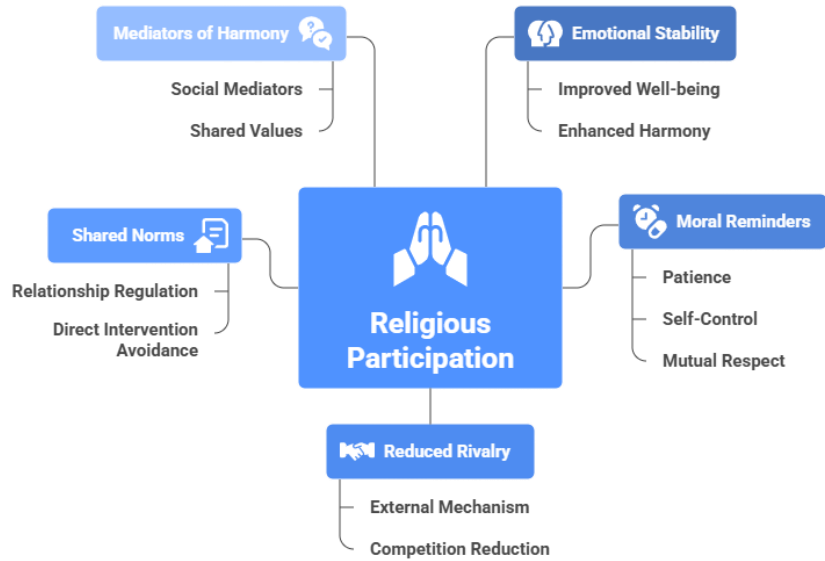 Mediators of Harmony
Social Mediators
Shared Values
Emotional Stability
Improved Well-being
Enhanced Harmony
Shared Norms
Relationship Regulation
Direct Intervention
Avoidance
Religious
Participation
Moral Reminders
Patience
Self-Control
Mutual Respect
Reduced Rivalry
External Mechanism
Competition Reduction